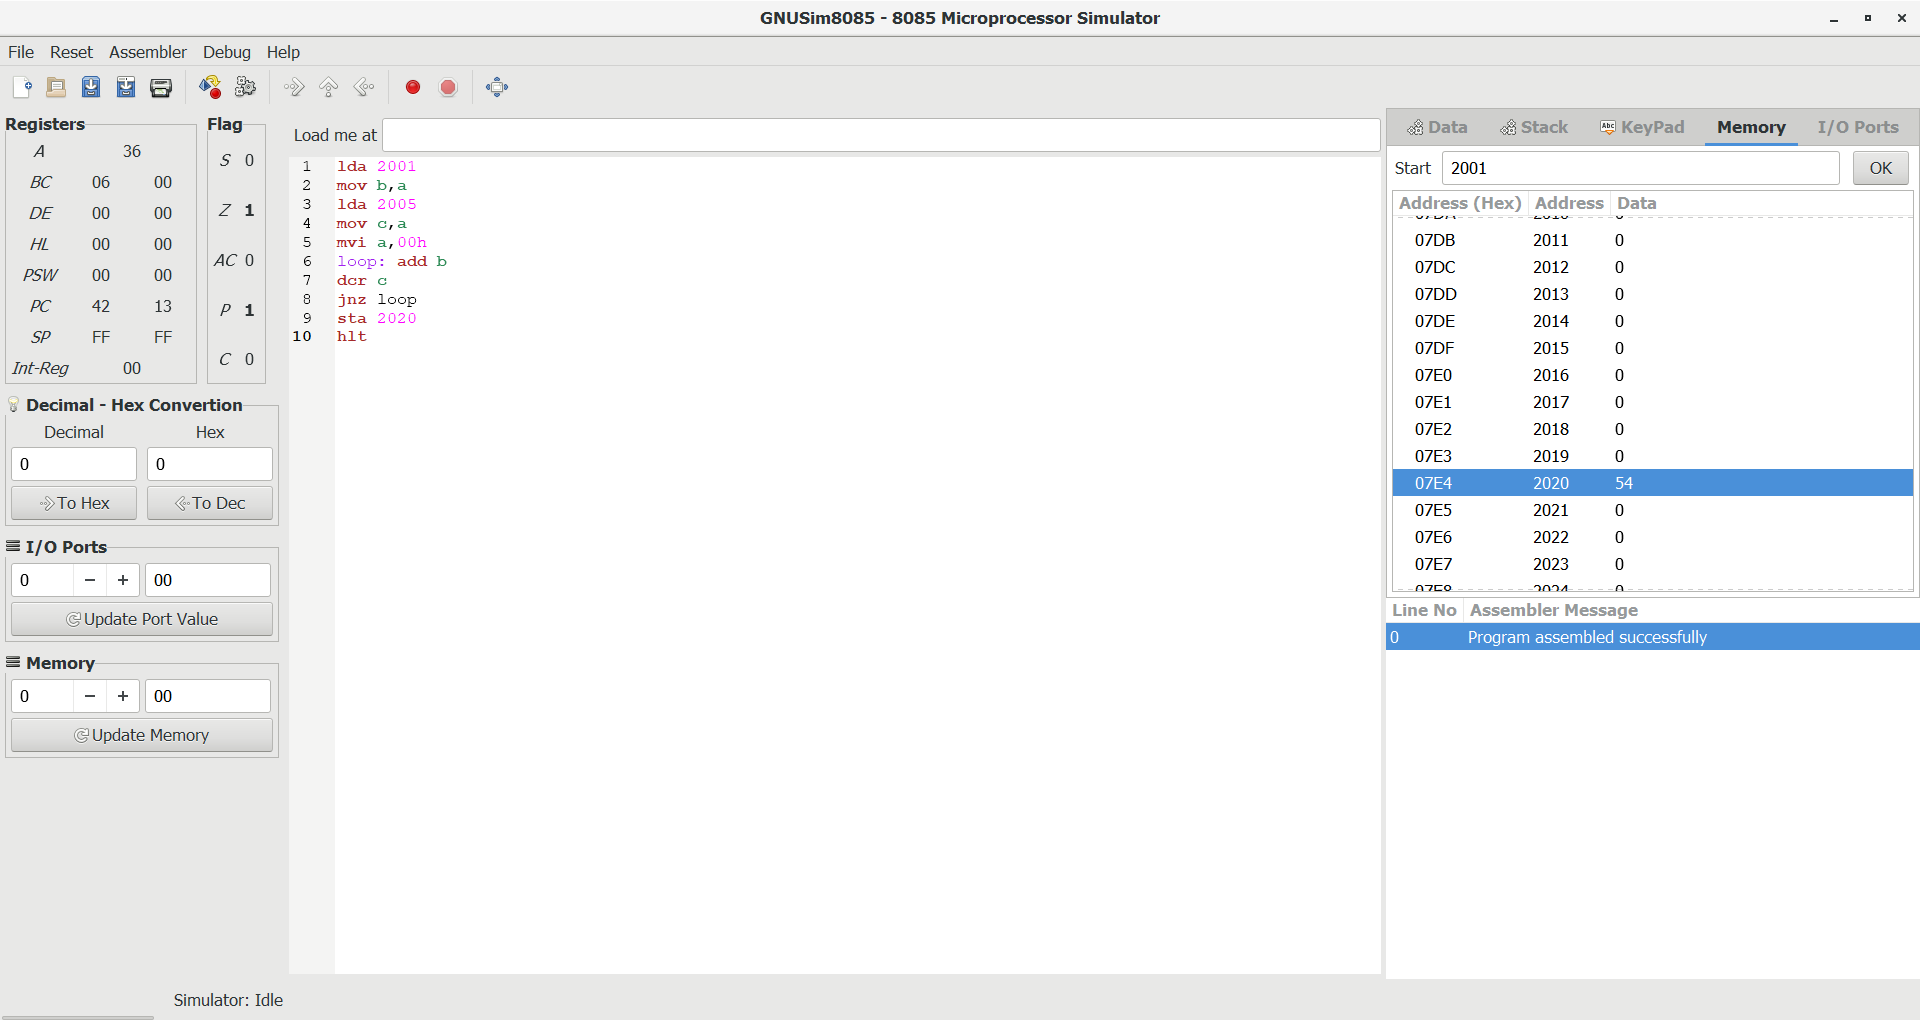 GNUSim8085 - 8085 Microprocessor Simulator
File Reset Assembler Debug Help
Registers
A 36
BC 06 00
DE 00 00
HL 00 00
PSW 00 00
PC 42 13
SP FF FF
Int-Reg 00
Flag
S 0
Z 1
AC 0
P 1
C 0
Decimal - Hex Convertion
Decimal Hex
0 0
To Hex To Dec
I/O Ports
0 − + 00
Update Port Value
Memory
0 − + 00
Update Memory
Load me at
1 lda 2001
2 mov b,a
3 lda 2005
4 mov c,a
5 mvi a,00h
6 loop: add b
7 dcr c
8 jnz loop
9 sta 2020
10 hlt
Data Stack Abc KeyPad Memory I/O Ports
Start 2001 OK
Address (Hex) Address Data
07DA 2010 0
07DB 2011 0
07DC 2012 0
07DD 2013 0
07DE 2014 0
07DF 2015 0
07E0 2016 0
07E1 2017 0
07E2 2018 0
07E3 2019 0
07E4 2020 54
07E5 2021 0
07E6 2022 0
07E7 2023 0
07E8 2024 0
Line No Assembler Message
0 Program assembled successfully
Simulator: Idle